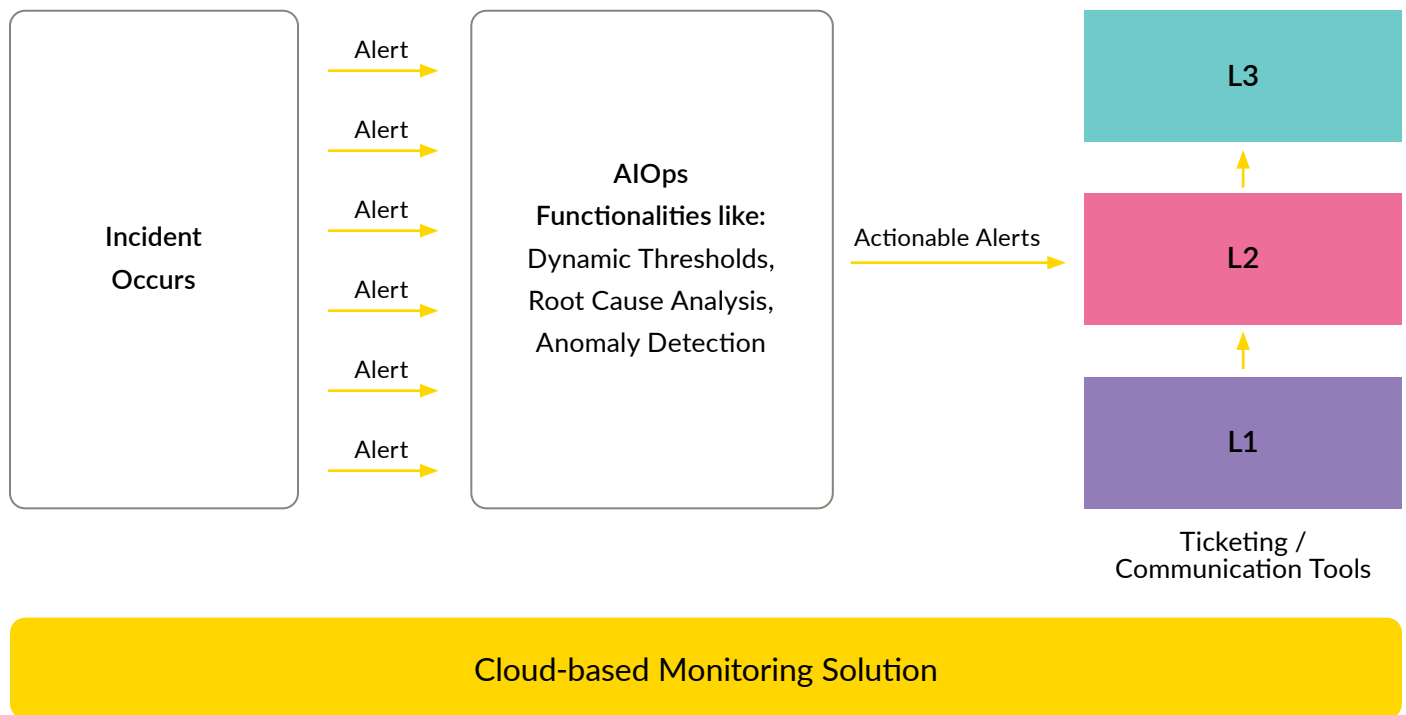 Incident
Occurs
Alert
Alert
Alert
Alert
Alert
Alert
AIOps
Functionalities like:
Dynamic Thresholds,
Root Cause Analysis,
Anomaly Detection
Actionable Alerts
L3
L2
L1
Ticketing /
Communication Tools
Cloud-based Monitoring Solution